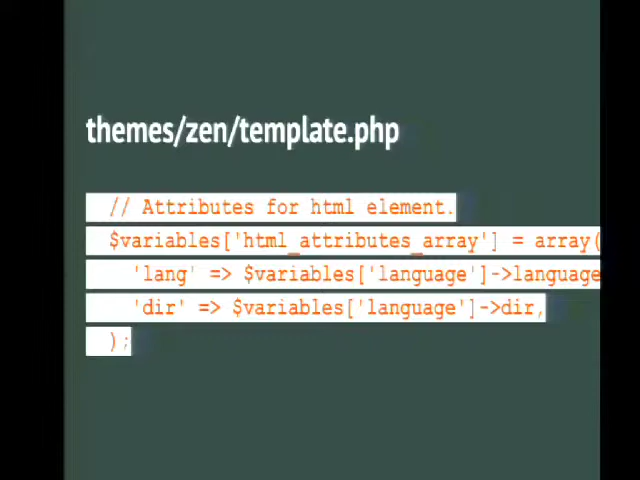 themes/zen/template.php
// Attributes for html element.
$variables['html_attributes_array'] = array(
'lang' => $variables['language']->language
'dir' => $variables['language']->dir,
);